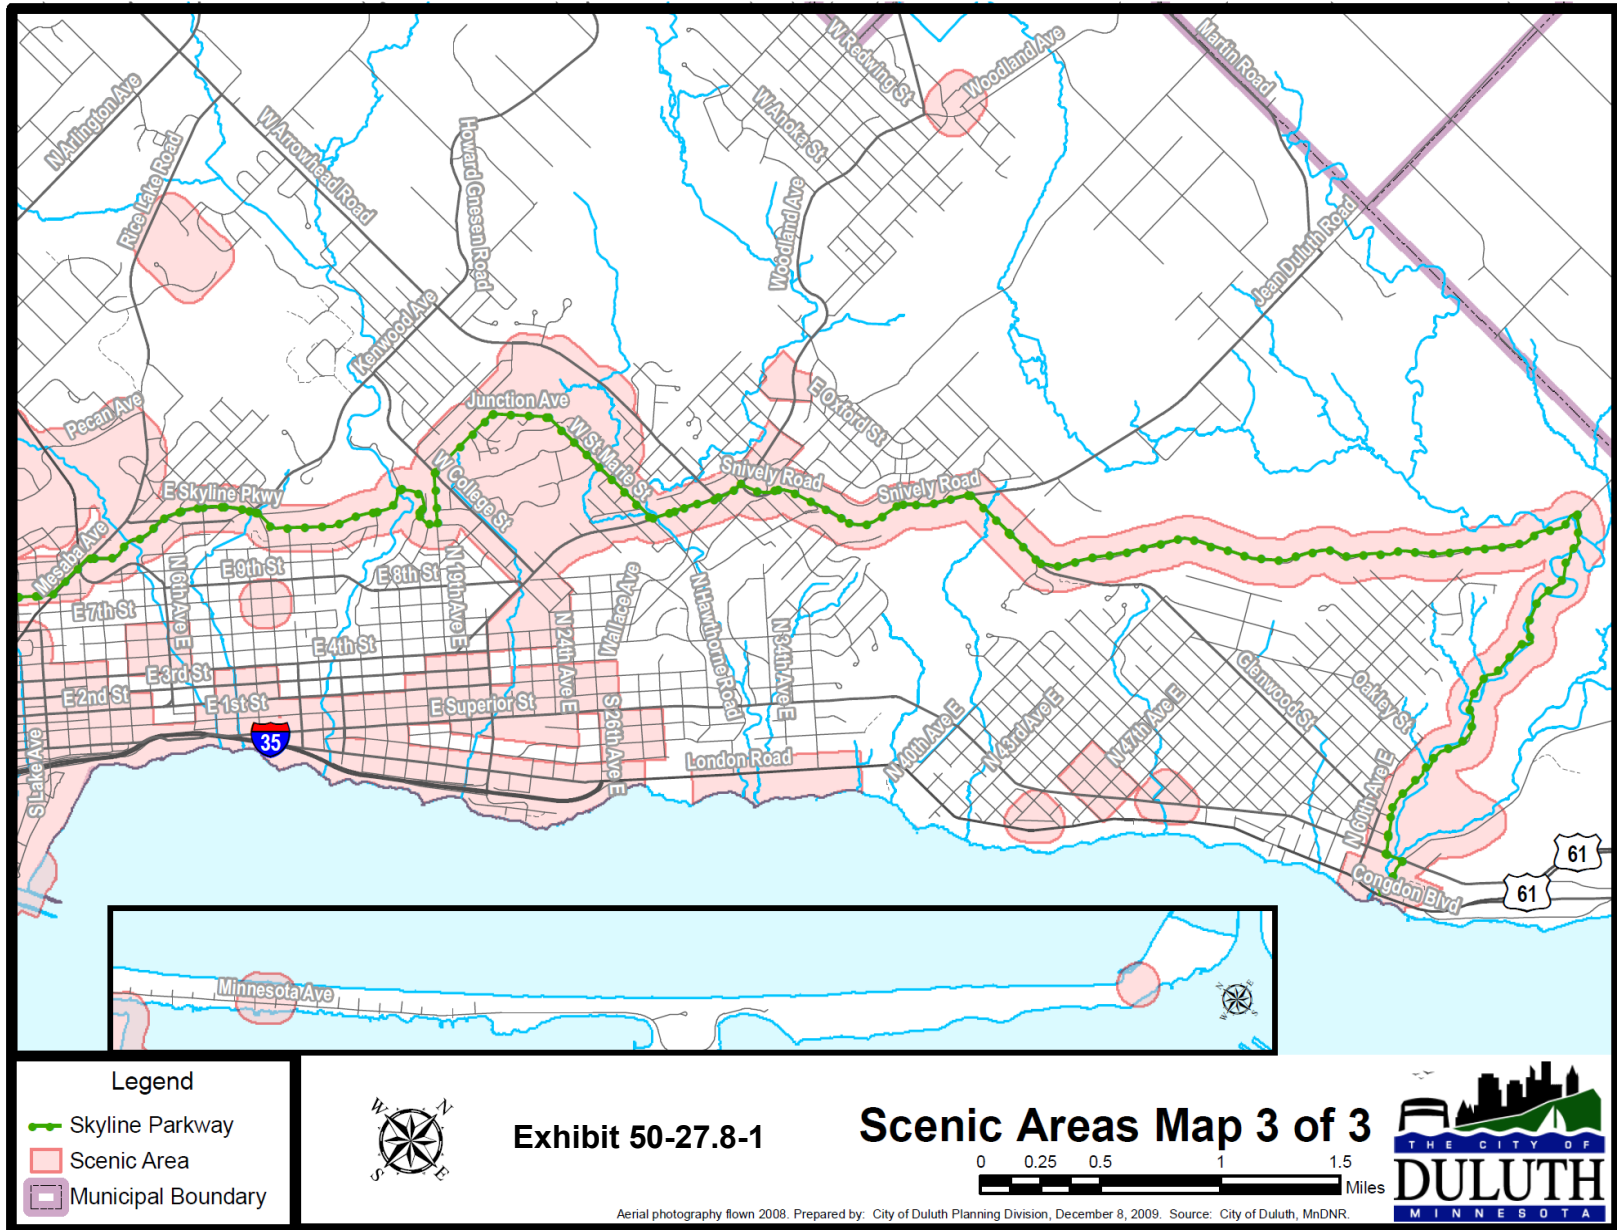 N Arlington Ave
Rice Lake Road
W Arrowhead Road
Howard Gnesen Road
W Redwing St
Woodland Ave
W Anoka St
Woodland Ave
Martin Road
Jean Duluth Road
Kenwood Ave
Pecan Ave
Junction Ave
W St Marie St
E Oxford St
W College St
Snively Road
Snively Road
E Skyline Pkwy
Mesaba Ave
N 6th Ave E
E 9th St
E 8th St
N 19th Ave E
E 7th St
E 4th St
N 24th Ave E
Wallace Ave
N Hawthorne Road
N 34th Ave E
E 3rd St
E 2nd St
E 1st St
E Superior St
S 26th Ave E
London Road
N 40th Ave E
N 43rd Ave E
N 47th Ave E
Glenwood St
Oakley St
N 60th Ave E
Congdon Blvd
S Lake Ave
35
61
61
Minnesota Ave
N
E
S
W
Legend
Skyline Parkway
Scenic Area
Municipal Boundary
W
N
S
E
Exhibit 50-27.8-1
Scenic Areas Map 3 of 3
0 0.25 0.5 1 1.5
Miles
Aerial photography flown 2008. Prepared by: City of Duluth Planning Division, December 8, 2009. Source: City of Duluth, MnDNR.
THE CITY OF
DULUTH
MINNESOTA